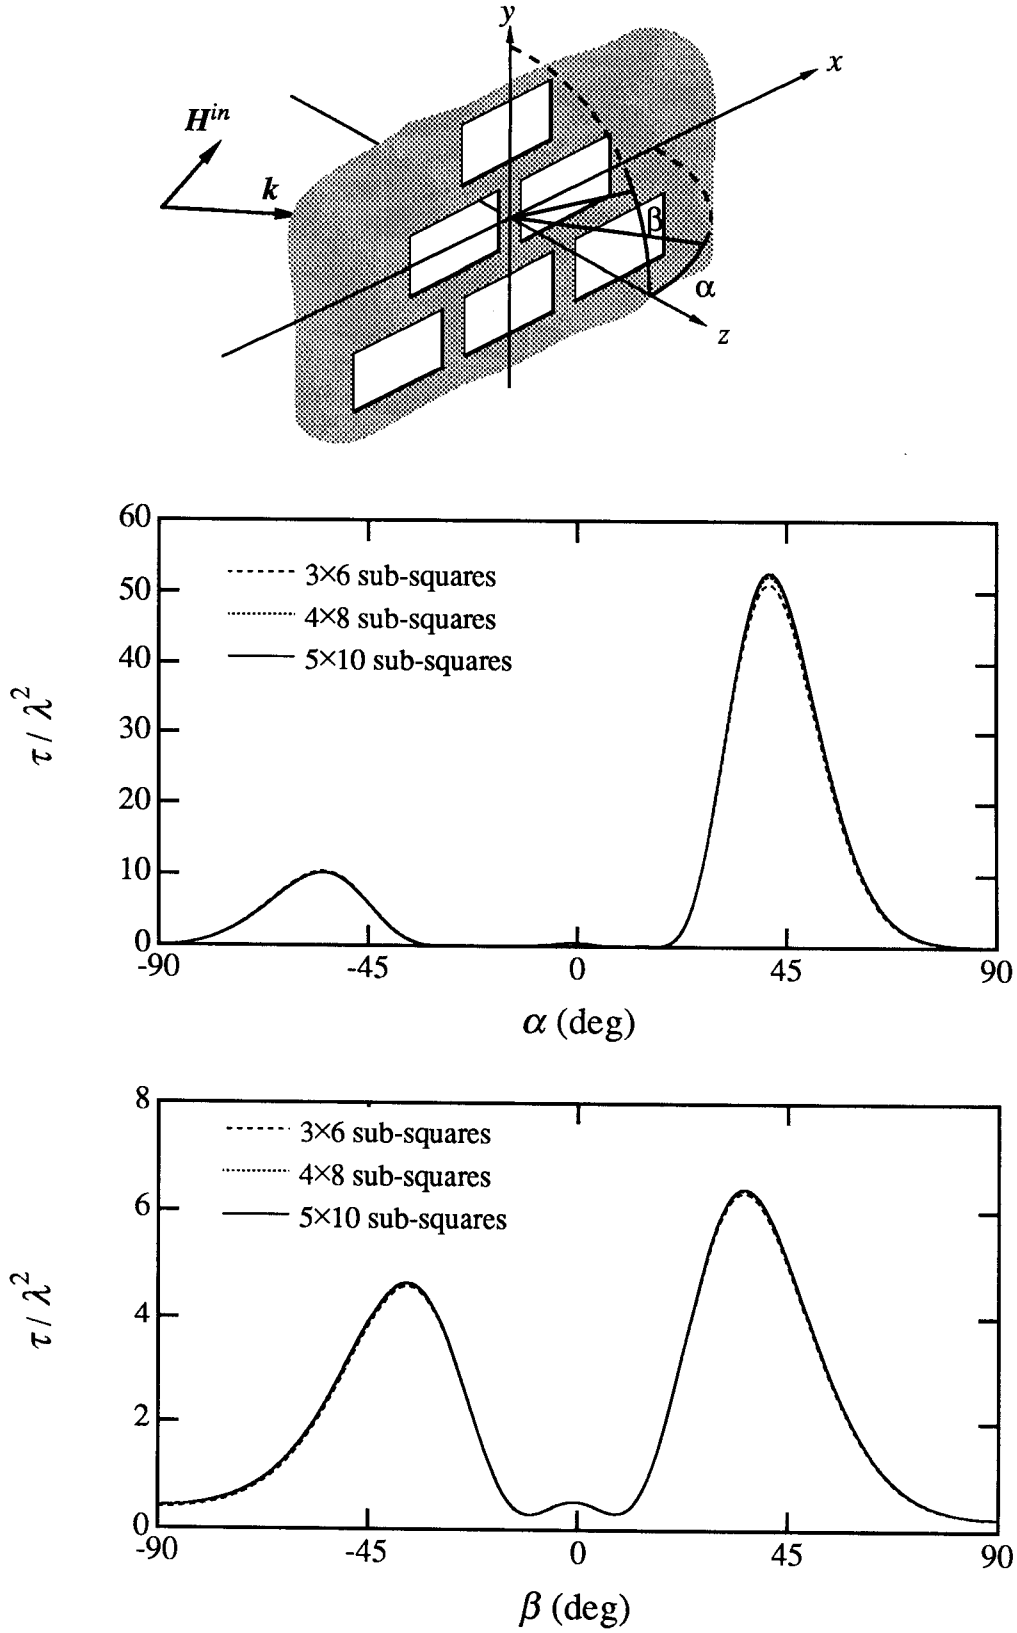 y
x
H^in
k
β
α
z
60
50
40
30
20
10
0
3×6 sub-squares
4×8 sub-squares
5×10 sub-squares
τ / λ²
-90 -45 0 45 90
α (deg)
8
6
4
2
0
3×6 sub-squares
4×8 sub-squares
5×10 sub-squares
τ / λ²
-90 -45 0 45 90
β (deg)